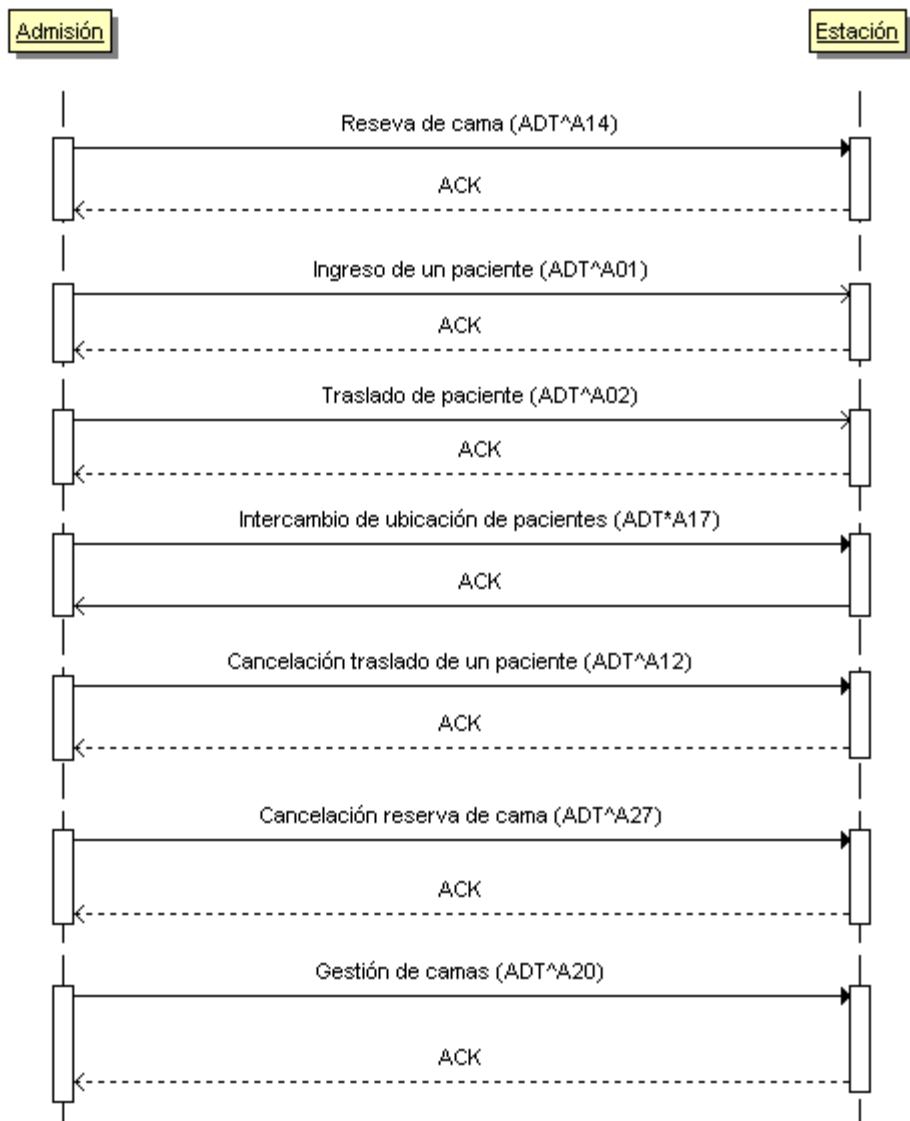 Admisión
Estación
Reseva de cama (ADT^A14)
ACK
Ingreso de un paciente (ADT^A01)
ACK
Traslado de paciente (ADT^A02)
ACK
Intercambio de ubicación de pacientes (ADT*A17)
ACK
Cancelación traslado de un paciente (ADT^A12)
ACK
Cancelación reserva de cama (ADT^A27)
ACK
Gestión de camas (ADT^A20)
ACK